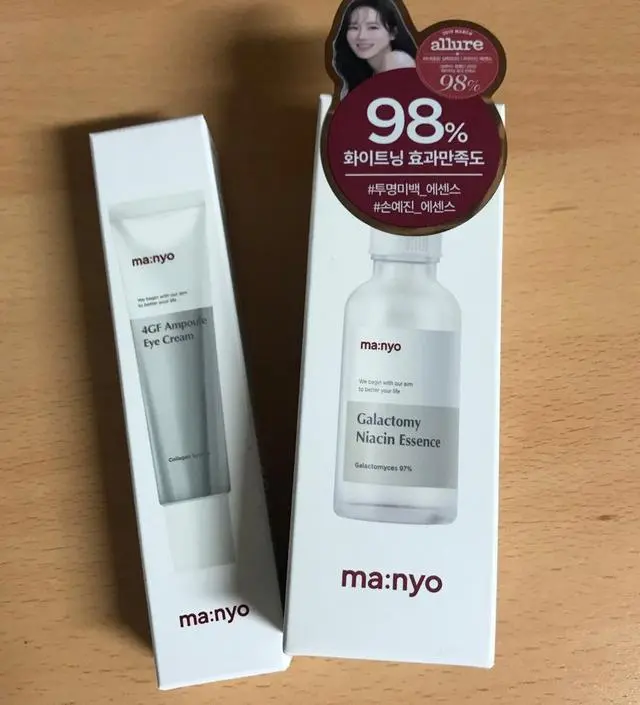 ma:nyo
We begin with our aim
to better your life
4GF Ampoule
Eye Cream
Collagen
ma:nyo
allure
98%
98%
화이트닝 효과만족도
#투명미백_에센스
#손예진_에센스
ma:nyo
We begin with our aim
to better your life
Galactomy
Niacin Essence
Galactomyces 97%
ma:nyo